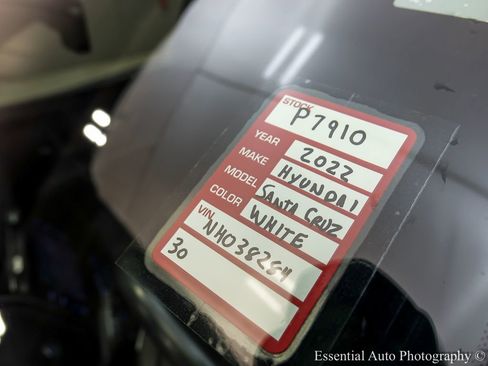 STOCK P7910
YEAR 2022
MAKE HYUNDAI
MODEL SANTA CRUZ
COLOR WHITE
VIN NH038264
30
Essential Auto Photography ©